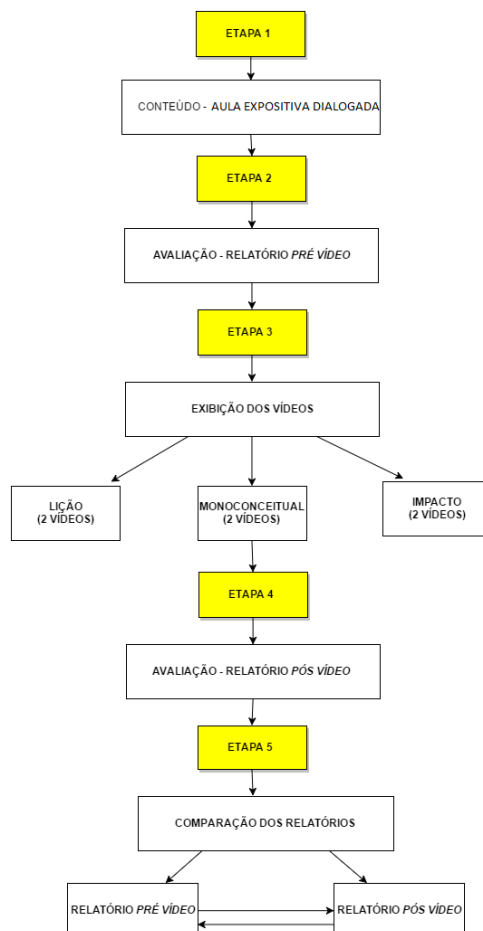 ETAPA 1
CONTEÚDO - AULA EXPOSITIVA DIALOGADA
ETAPA 2
AVALIAÇÃO - RELATÓRIO PRÉ VÍDEO
ETAPA 3
EXIBIÇÃO DOS VÍDEOS
LIÇÃO
(2 VÍDEOS)
MONOCONCEITUAL
(2 VÍDEOS)
IMPACTO
(2 VÍDEOS)
ETAPA 4
AVALIAÇÃO - RELATÓRIO PÓS VÍDEO
ETAPA 5
COMPARAÇÃO DOS RELATÓRIOS
RELATÓRIO PRÉ VÍDEO
RELATÓRIO PÓS VÍDEO